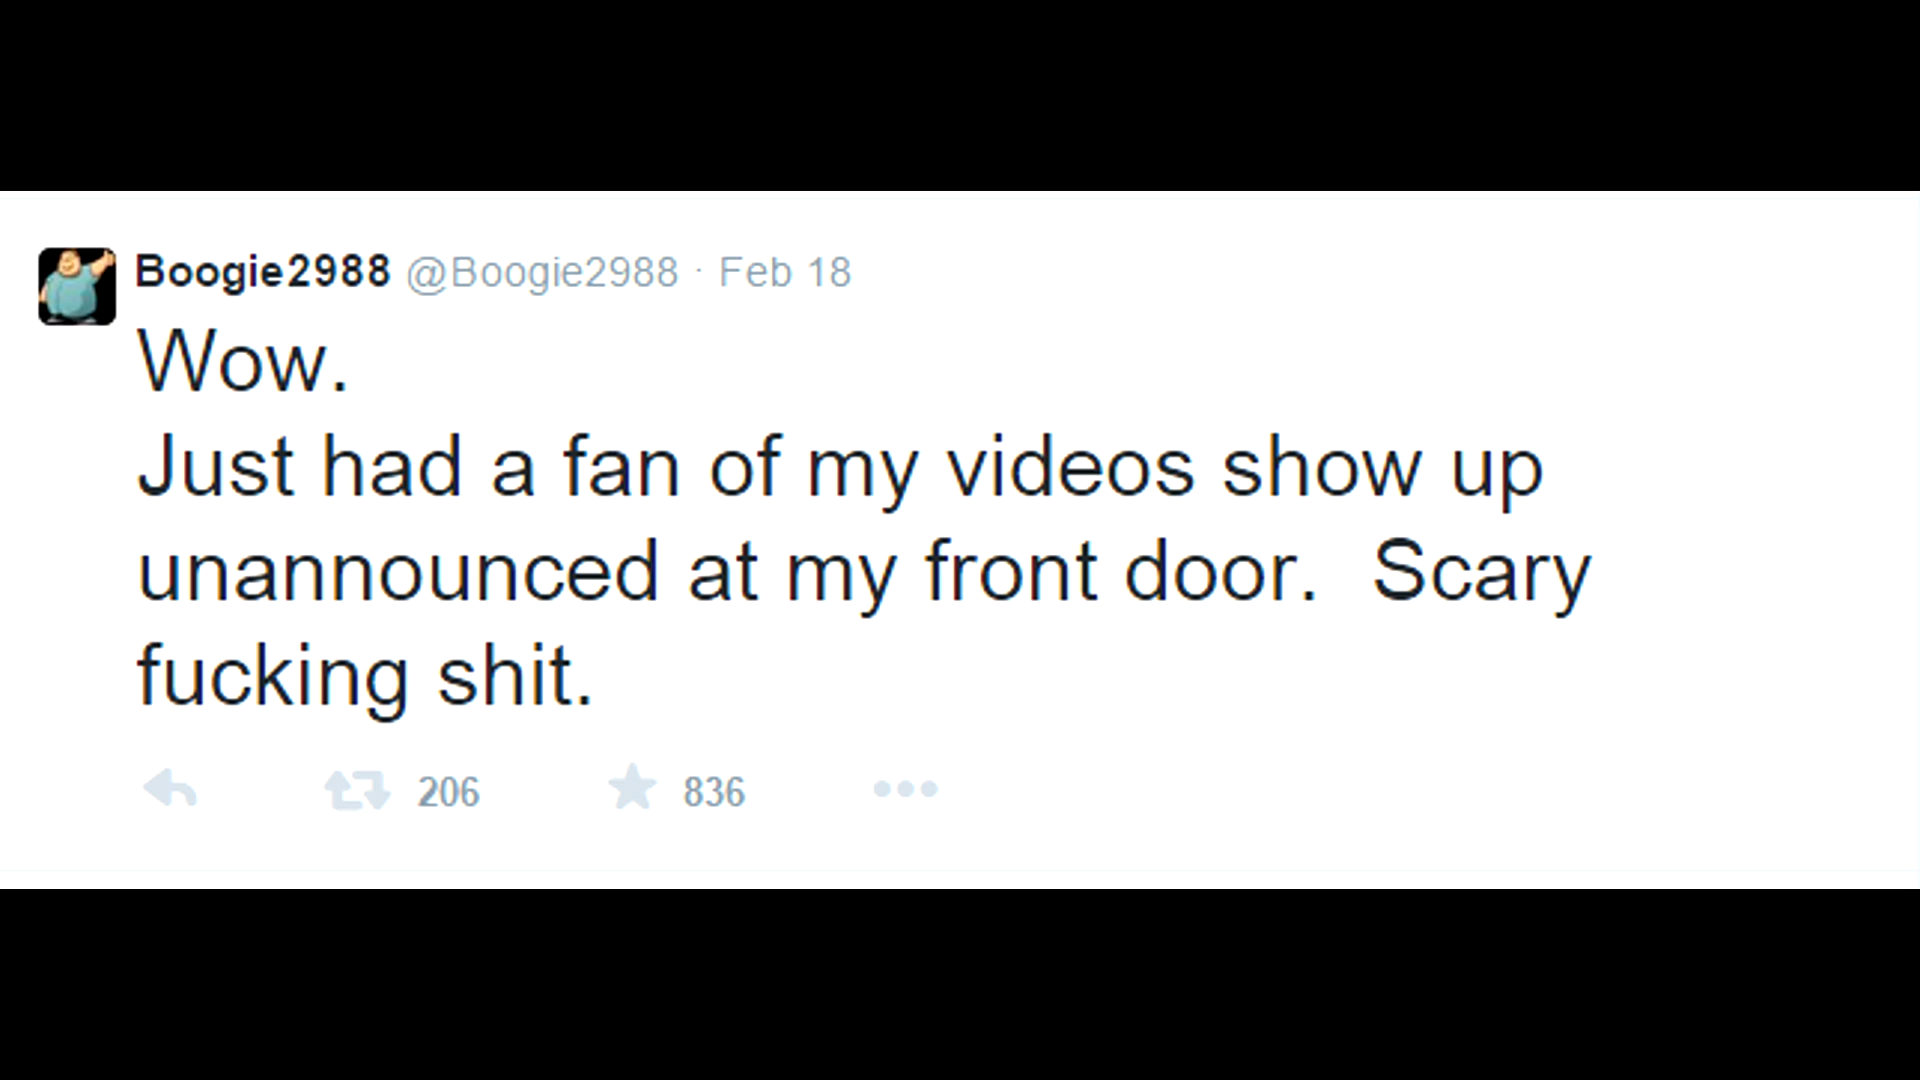 Boogie2988 @Boogie2988 · Feb 18
Wow.
Just had a fan of my videos show up
unannounced at my front door.  Scary
fucking shit.
206 836